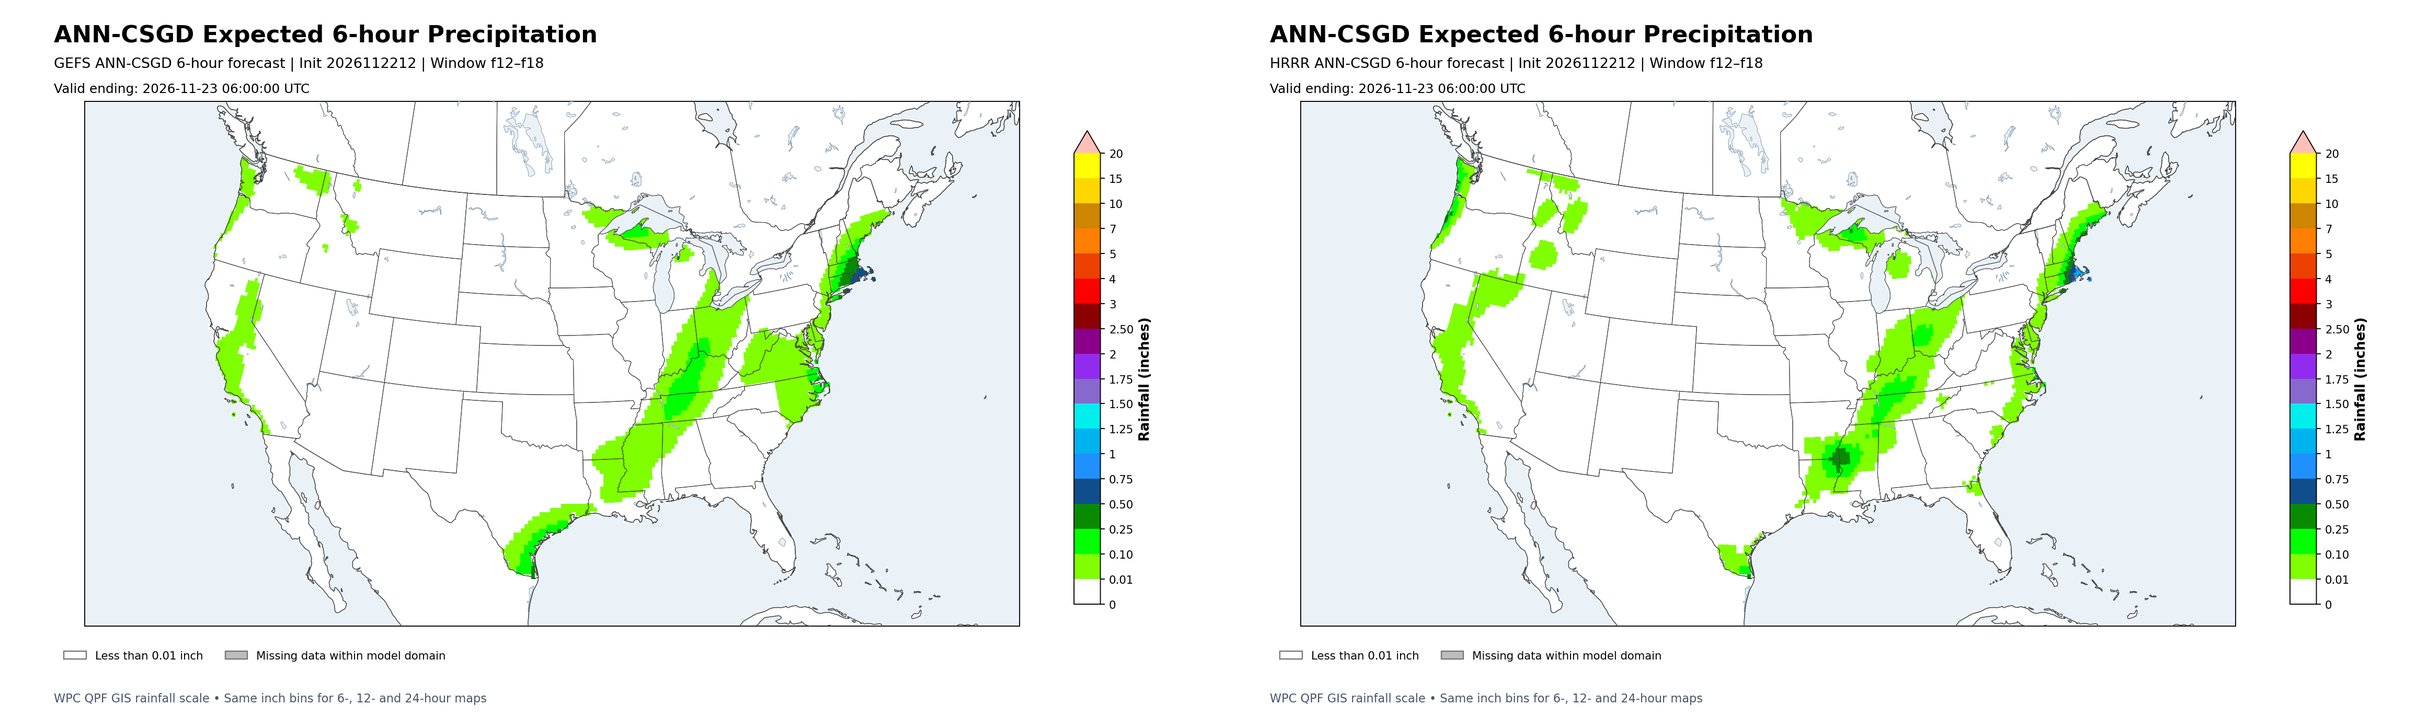 ANN-CSGD Expected 6-hour Precipitation
GEFS ANN-CSGD 6-hour forecast | Init 2026112212 | Window f12–f18
Valid ending: 2026-11-23 06:00:00 UTC
20
15
10
7
5
4
3
2.50
2
1.75
1.50
1.25
1
0.75
0.50
0.25
0.10
0.01
0
Rainfall (inches)
Less than 0.01 inch
Missing data within model domain
WPC QPF GIS rainfall scale • Same inch bins for 6-, 12- and 24-hour maps
ANN-CSGD Expected 6-hour Precipitation
HRRR ANN-CSGD 6-hour forecast | Init 2026112212 | Window f12–f18
Valid ending: 2026-11-23 06:00:00 UTC
20
15
10
7
5
4
3
2.50
2
1.75
1.50
1.25
1
0.75
0.50
0.25
0.10
0.01
0
Rainfall (inches)
Less than 0.01 inch
Missing data within model domain
WPC QPF GIS rainfall scale • Same inch bins for 6-, 12- and 24-hour maps